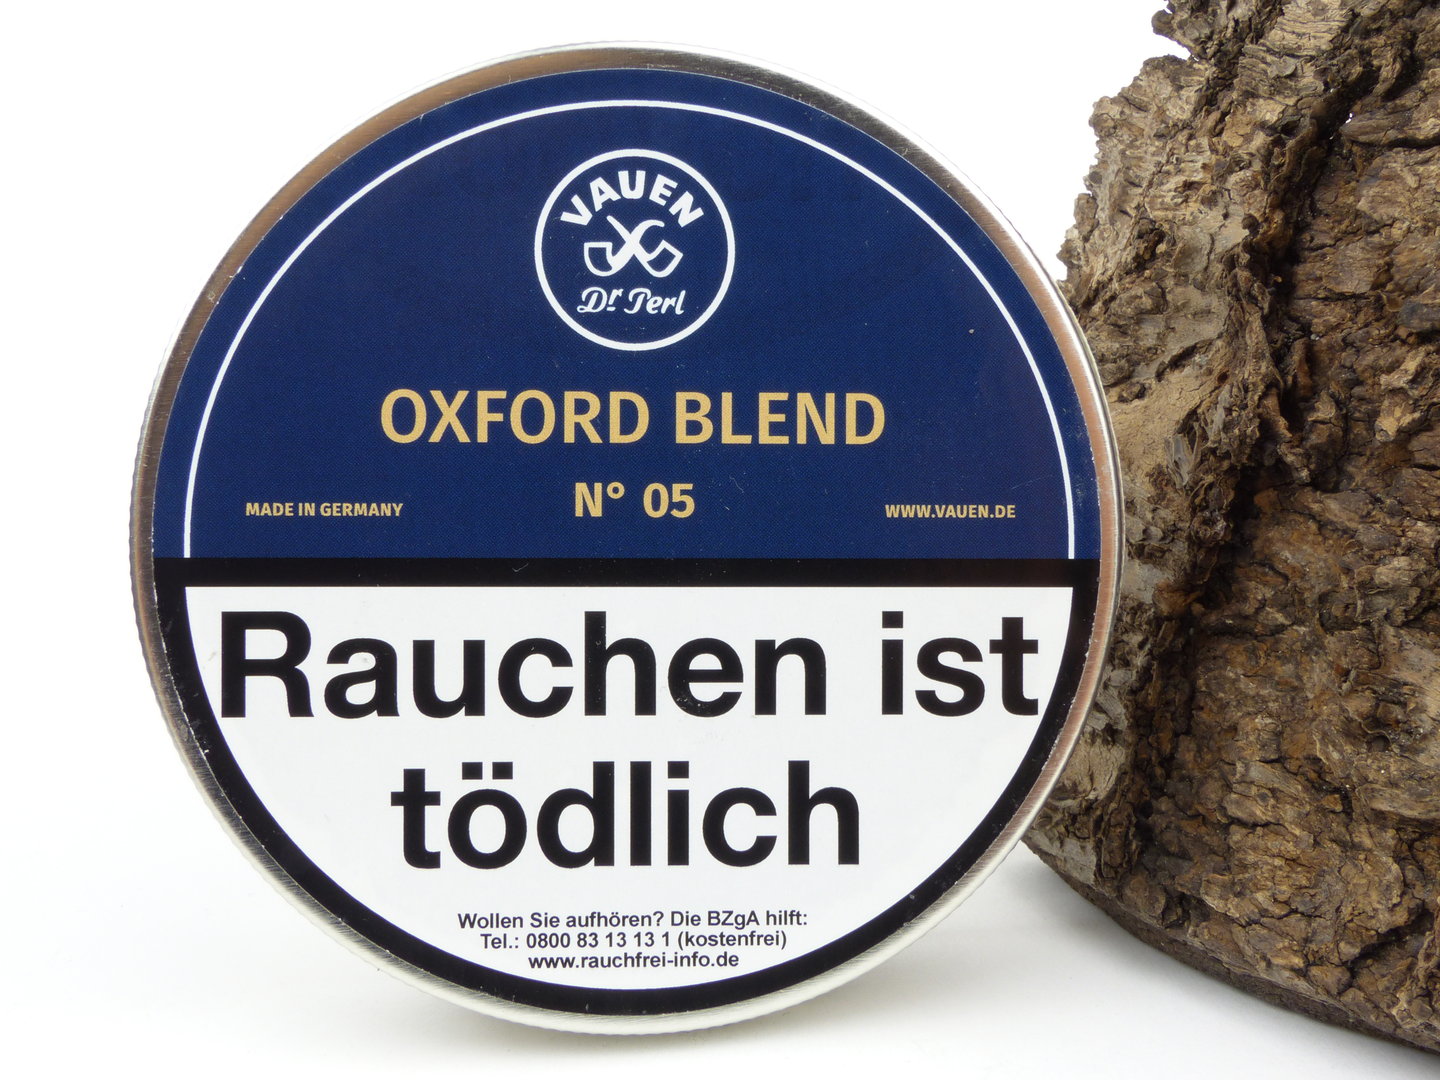 VAUEN
Dr Perl
OXFORD BLEND
N° 05
MADE IN GERMANY
WWW.VAUEN.DE
Rauchen ist
tödlich
Wollen Sie aufhören? Die BZgA hilft:
Tel.: 0800 83 13 13 1 (kostenfrei)
www.rauchfrei-info.de